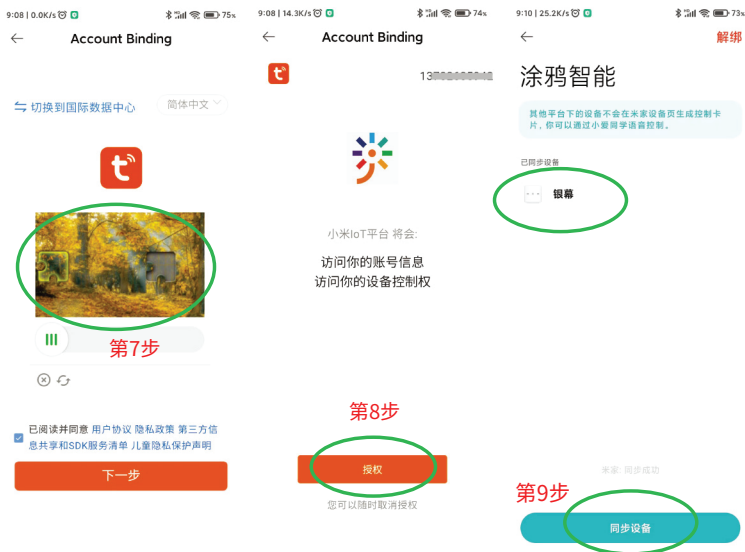 9:08 | 0.0K/s
75%
Account Binding
切换到国际数据中心
简体中文
第7步
已阅读并同意 用户协议 隐私政策 第三方信
息共享和SDK服务清单 儿童隐私保护声明
下一步
9:08 | 14.3K/s
74%
Account Binding
小米IoT平台 将会:
访问你的账号信息
访问你的设备控制权
第8步
授权
您可以随时取消授权
9:10 | 25.2K/s
73%
解绑
涂鸦智能
其他平台下的设备不会在米家设备页生成控制卡
片, 你可以通过小爱同学语音控制。
已同步设备
银幕
米家: 同步成功
第9步
同步设备